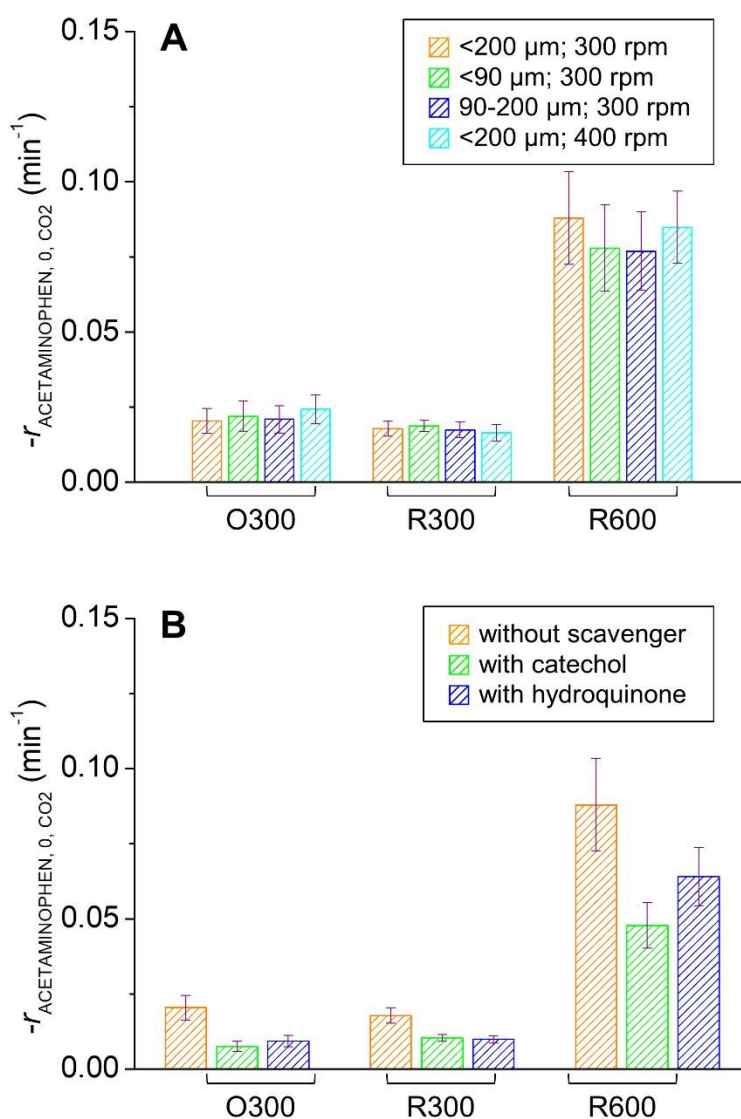 A
<200 µm; 300 rpm
<90 µm; 300 rpm
90-200 µm; 300 rpm
<200 µm; 400 rpm
-rACETAMINOPHEN, 0, CO2 (min-1)
0.15
0.10
0.05
0.00
O300 R300 R600
B
without scavenger
with catechol
with hydroquinone
-rACETAMINOPHEN, 0, CO2 (min-1)
0.15
0.10
0.05
0.00
O300 R300 R600